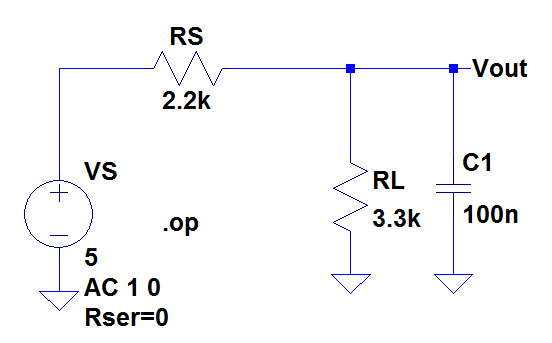 RS
2.2k
Vout
VS
5
AC 1 0
Rser=0
.op
RL
3.3k
C1
100n